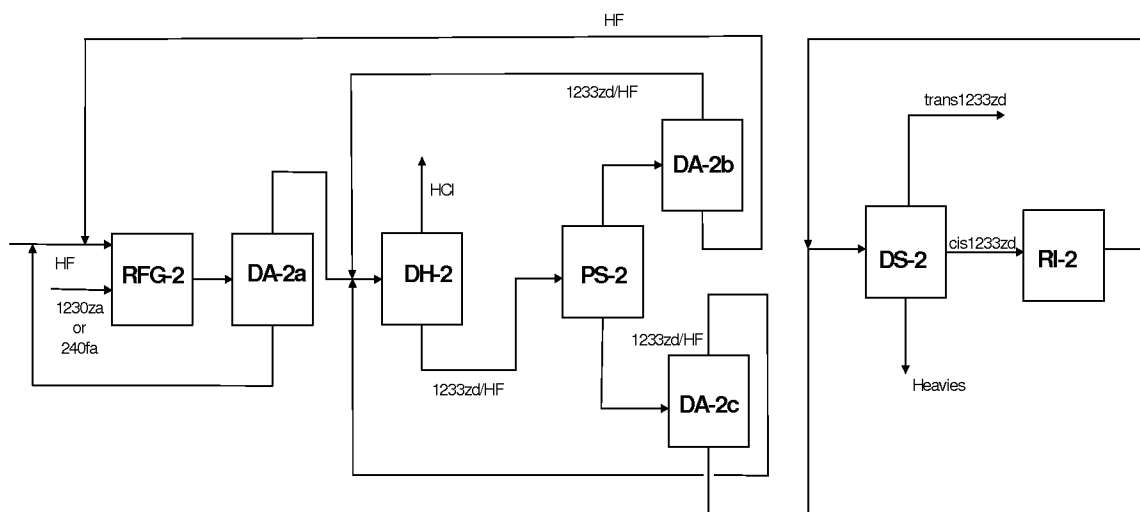 HF
1233zd/HF
trans1233zd
DA-2b
HCl
HF
RFG-2
DA-2a
DH-2
PS-2
DS-2
cis1233zd
RI-2
1230za
or
240fa
1233zd/HF
1233zd/HF
DA-2c
Heavies